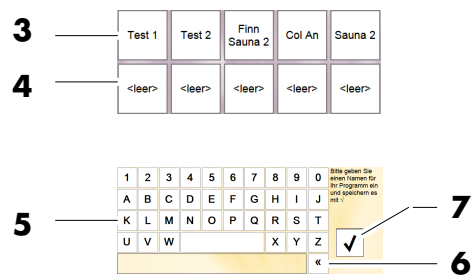 3
Test 1 Test 2 Finn Sauna 2 Col An Sauna 2
4
<leer> <leer> <leer> <leer> <leer>
1 2 3 4 5 6 7 8 9 0
A B C D E F G H I J
5
K L M N O P Q R S T
U V W X Y Z
«
Bitte geben Sie
einen Namen für
Ihr Programm ein
und speichern es
mit √
7
✓
6